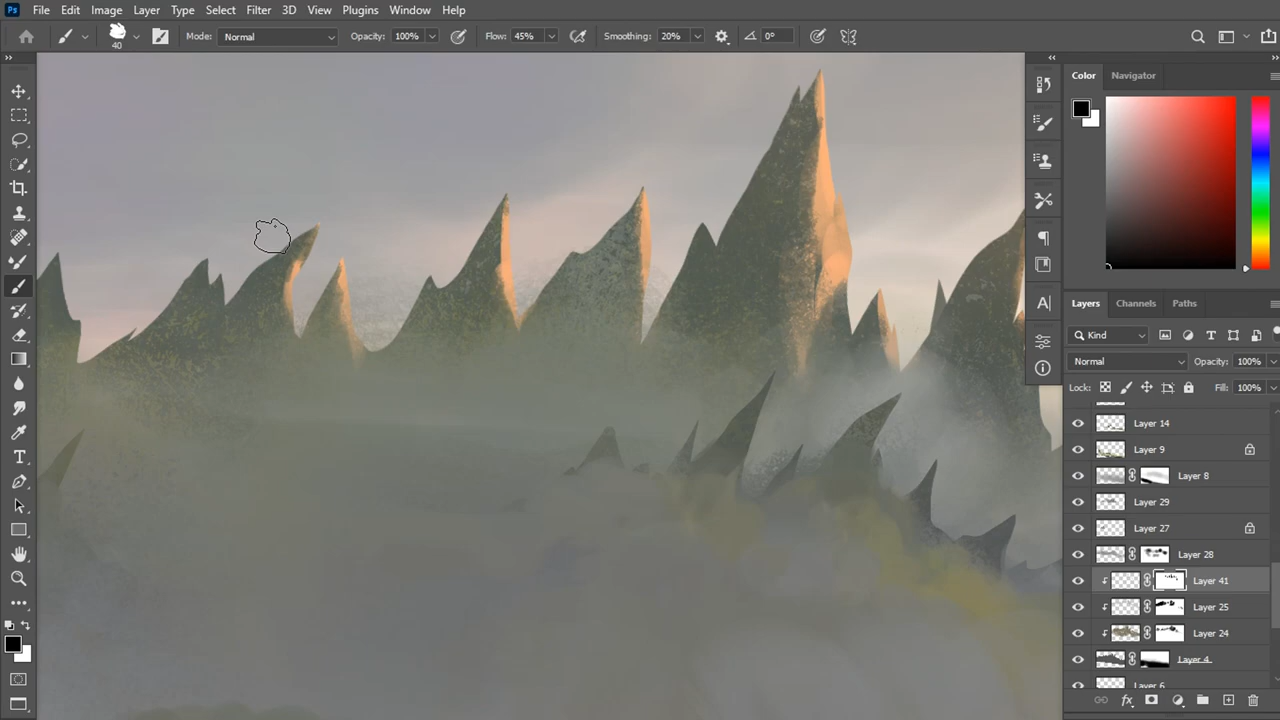 Ps File Edit Image Layer Type Select Filter 3D View Plugins Window Help
40 Mode: Normal Opacity: 100% Flow: 45% Smoothing: 20% 0°
Color Navigator
Layers Channels Paths
Kind
Normal Opacity: 100%
Lock: Fill: 100%
Layer 14
Layer 9
Layer 8
Layer 29
Layer 27
Layer 28
Layer 41
Layer 25
Layer 24
Layer 4
Layer 6